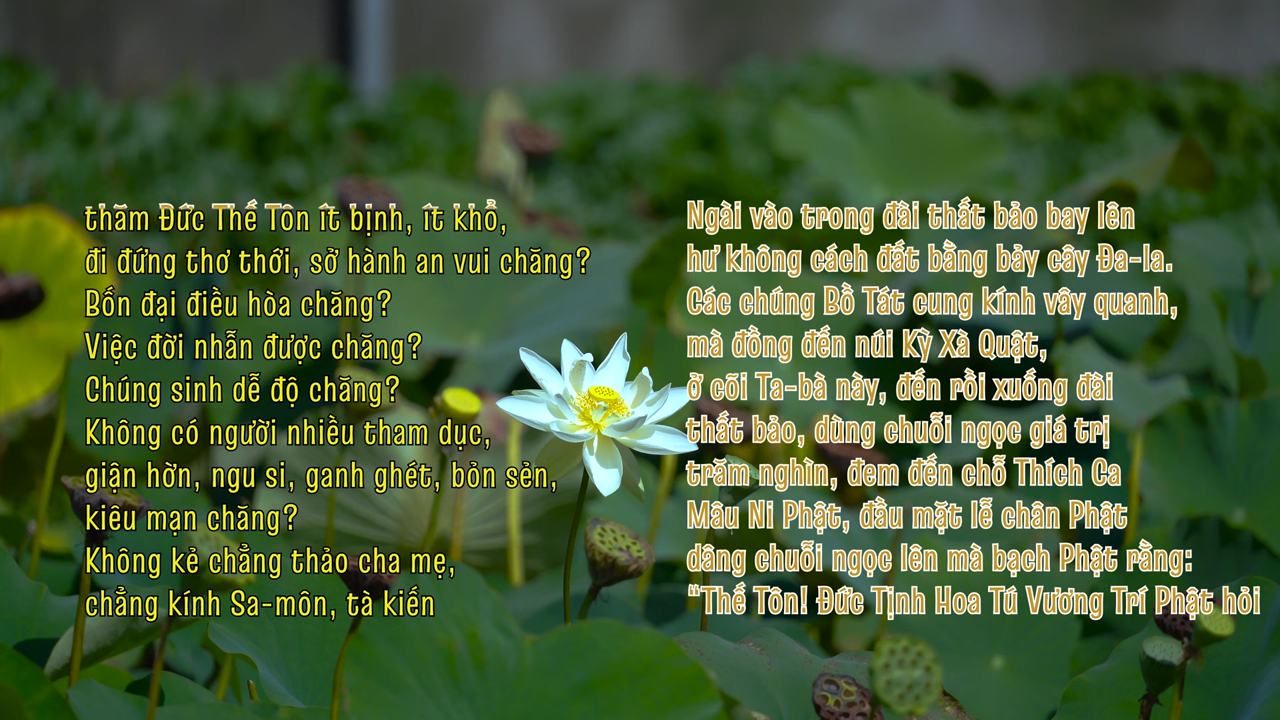 thăm Đức Thế Tôn ít bịnh, ít khổ,
đi đứng thơ thới, sở hành an vui chăng?
Bốn đại điều hòa chăng?
Việc đời nhẫn được chăng?
Chúng sinh dễ độ chăng?
Không có người nhiều tham dục,
giận hờn, ngu si, ganh ghét, bỏn sẻn,
kiêu mạn chăng?
Không kẻ chẳng thảo cha mẹ,
chẳng kính Sa-môn, tà kiến
Ngài vào trong đài thất bảo bay lên
hư không cách đất bằng bảy cây Đa-la.
Các chúng Bồ Tát cung kính vây quanh,
mà đồng đến núi Kỳ Xà Quật,
ở cõi Ta-bà này, đến rồi xuống đài
thất bảo, dùng chuỗi ngọc giá trị
trăm nghìn, đem đến chỗ Thích Ca
Mâu Ni Phật, đầu mặt lễ chân Phật
dâng chuỗi ngọc lên mà bạch Phật rằng:
“Thế Tôn! Đức Tịnh Hoa Tú Vương Trí Phật hỏi